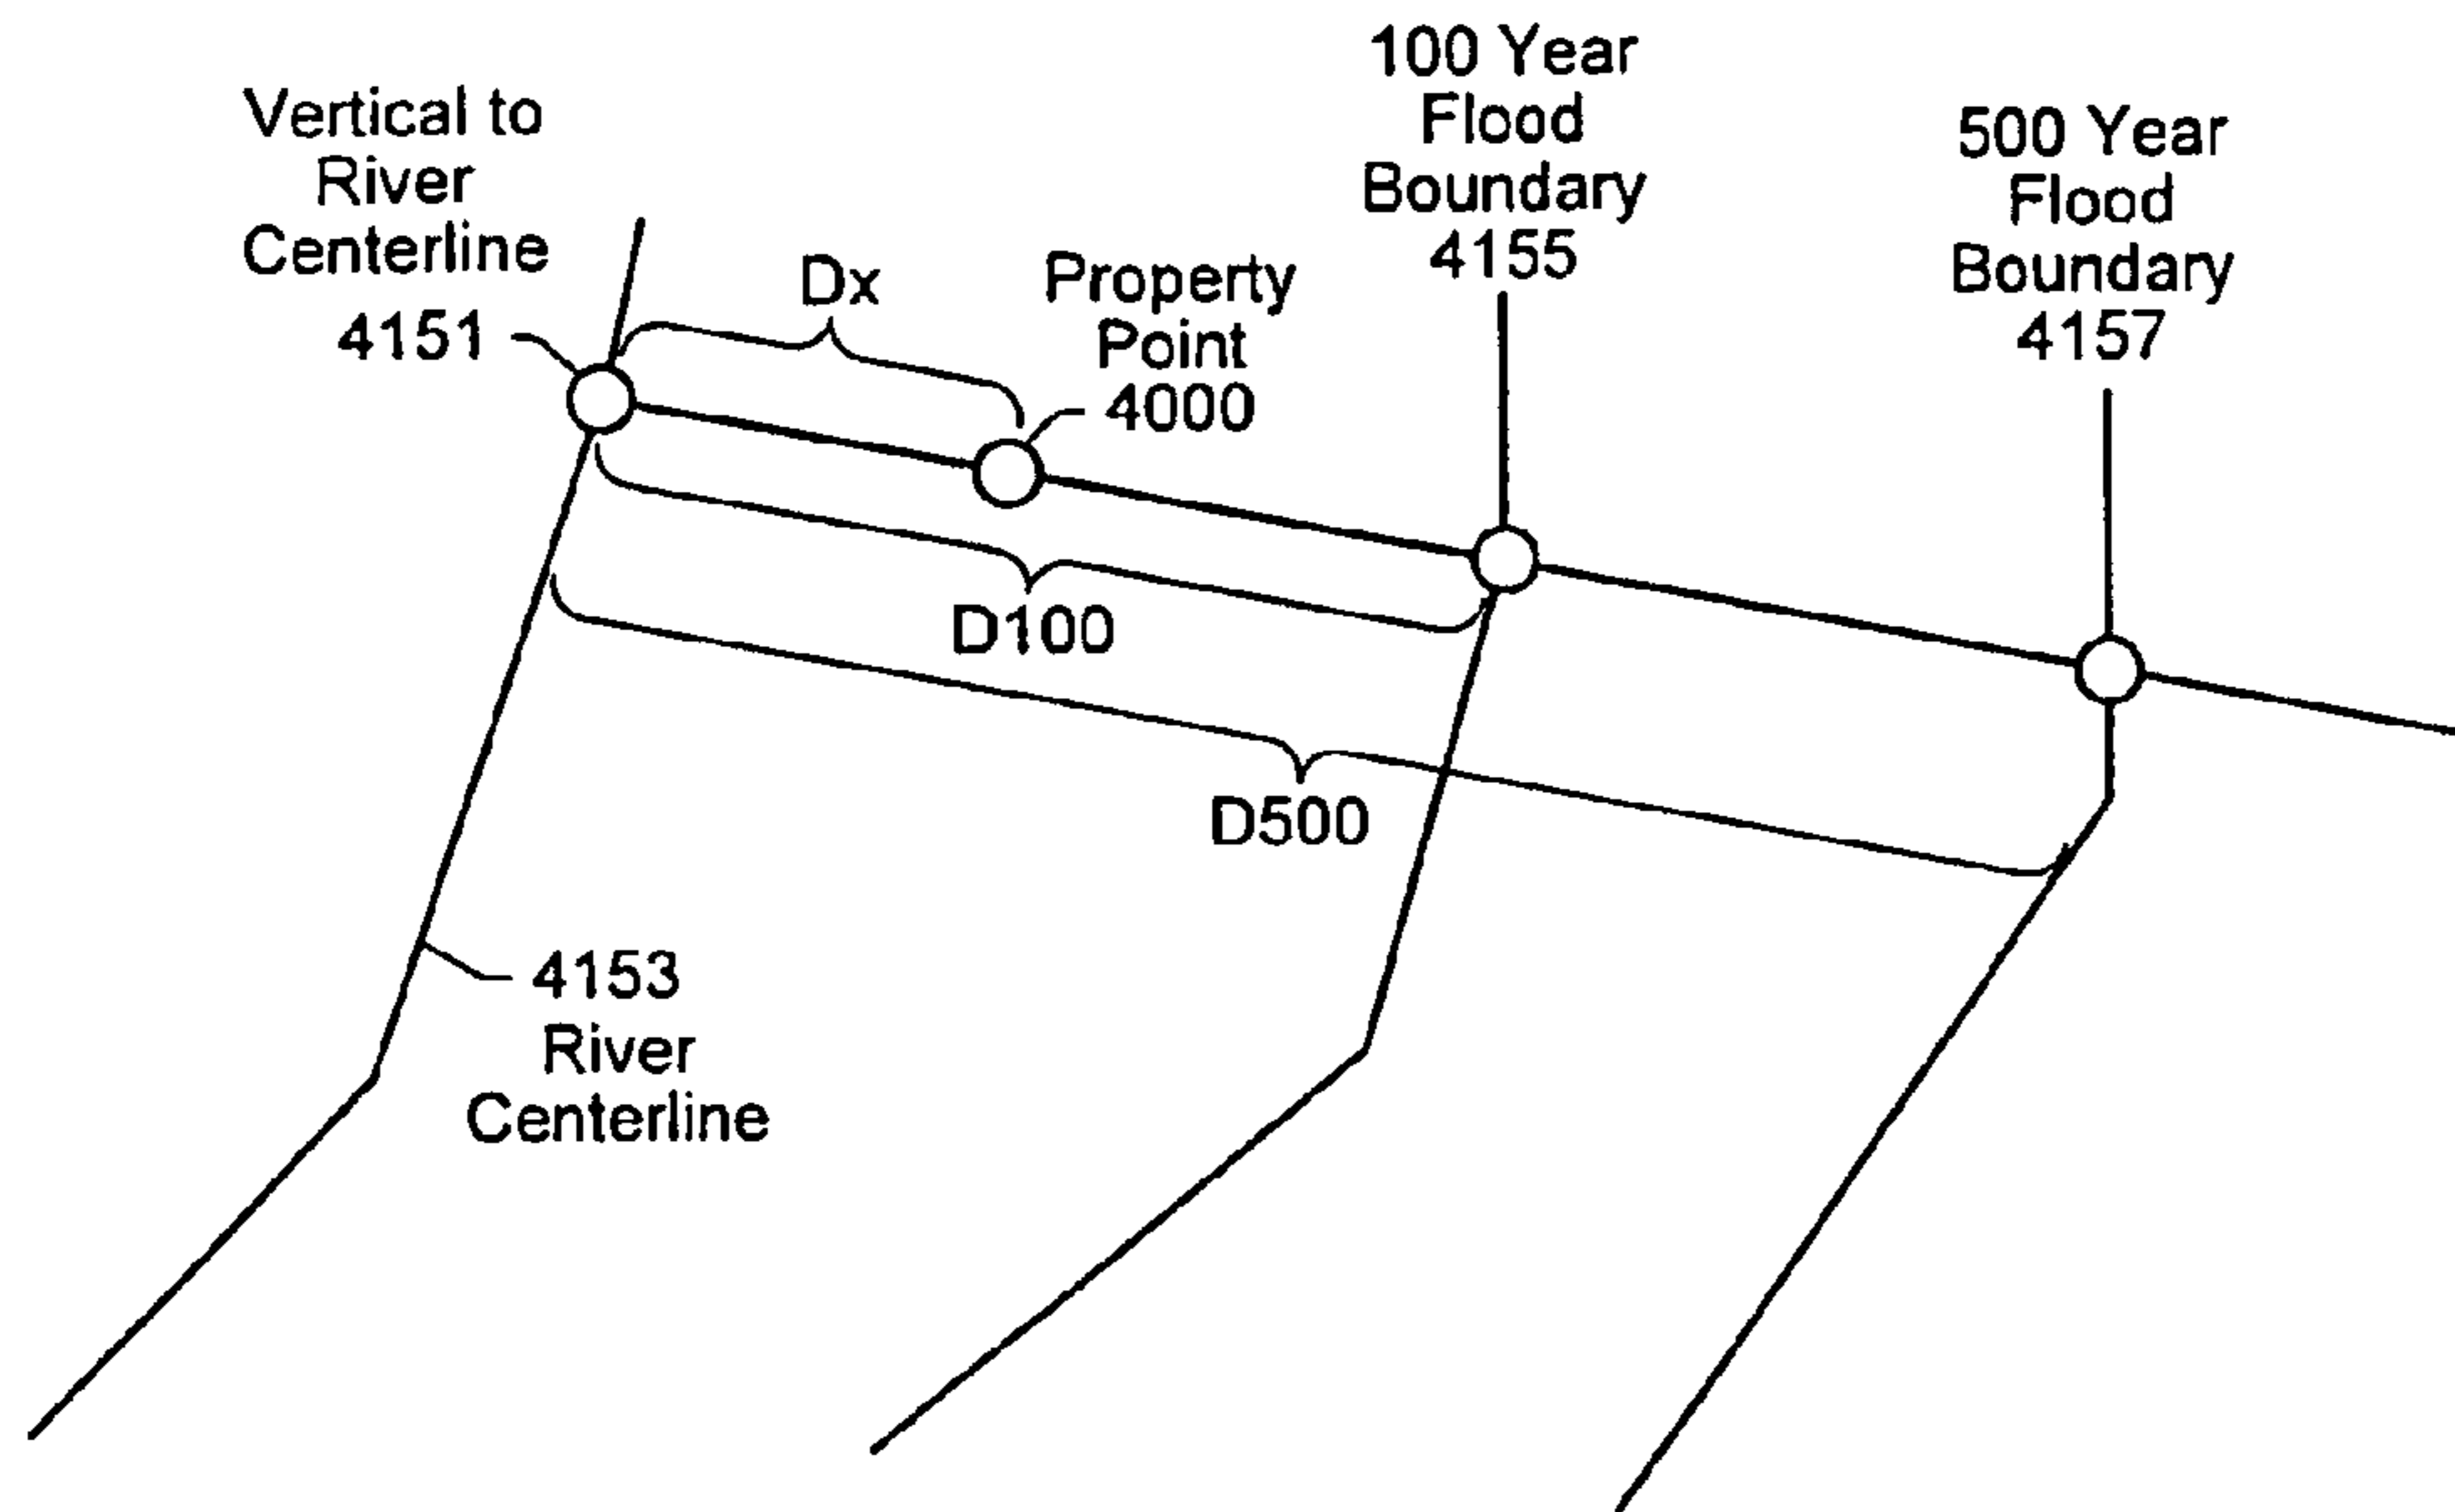 Vertical to
River
Centerline
4151
Dx
Property
Point
4000
100 Year
Flood
Boundary
4155
500 Year
Flood
Boundary
4157
D100
D500
4153
River
Centerline